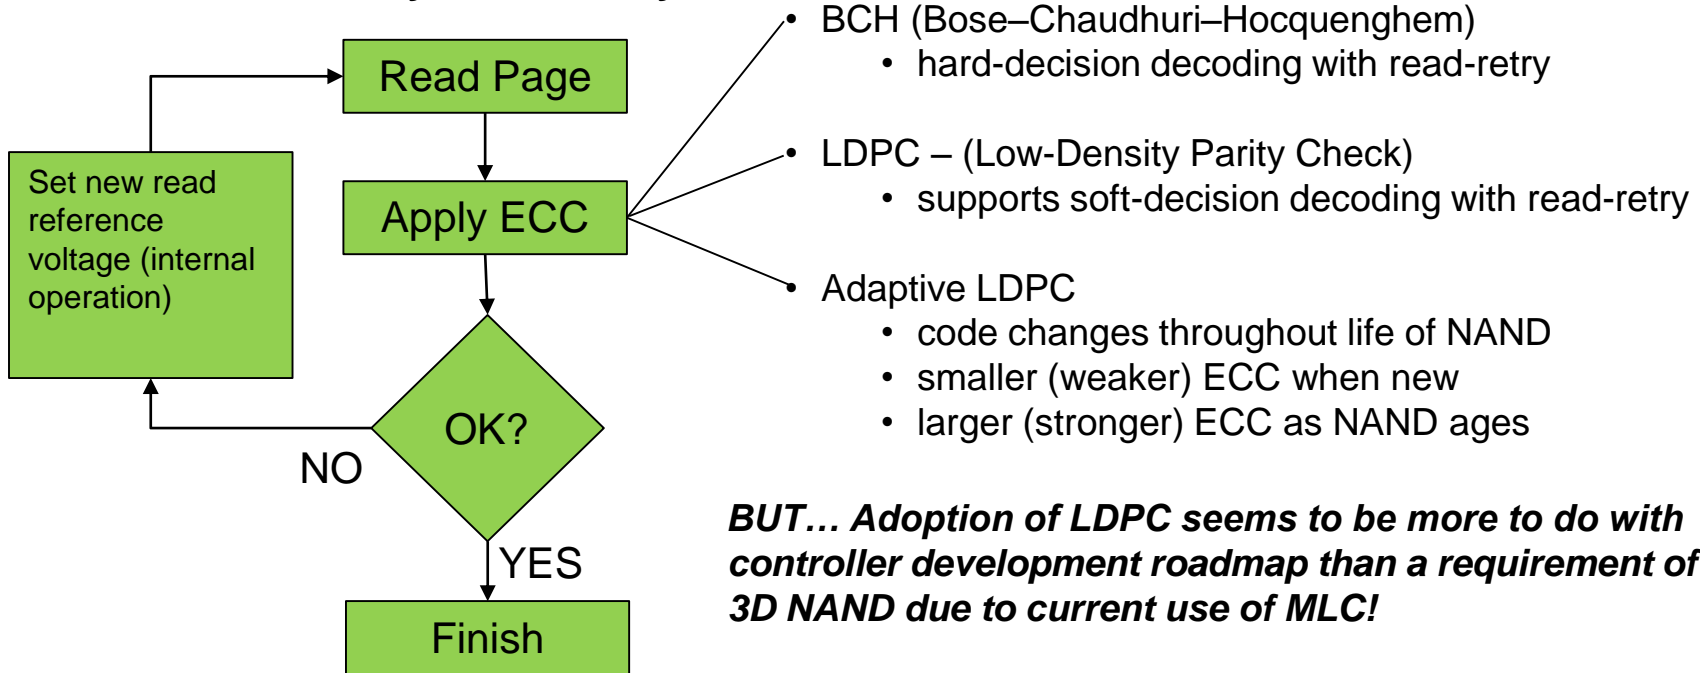 Read Page
Set new read
reference
voltage (internal
operation)
Apply ECC
OK?
NO
YES
Finish
• BCH (Bose–Chaudhuri–Hocquenghem)
• hard-decision decoding with read-retry
• LDPC – (Low-Density Parity Check)
• supports soft-decision decoding with read-retry
• Adaptive LDPC
• code changes throughout life of NAND
• smaller (weaker) ECC when new
• larger (stronger) ECC as NAND ages
BUT… Adoption of LDPC seems to be more to do with
controller development roadmap than a requirement of
3D NAND due to current use of MLC!